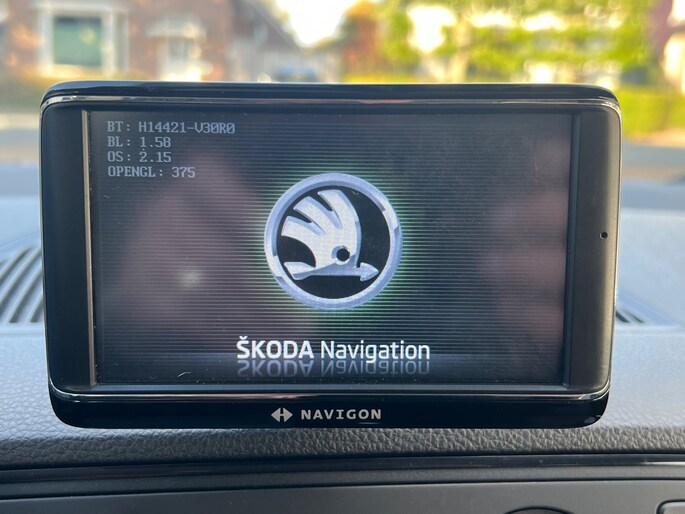 BT: H14421-V30R0
BL: 1.58
OS: 2.15
OPENGL: 375
ŠKODA Navigation
NAVIGON